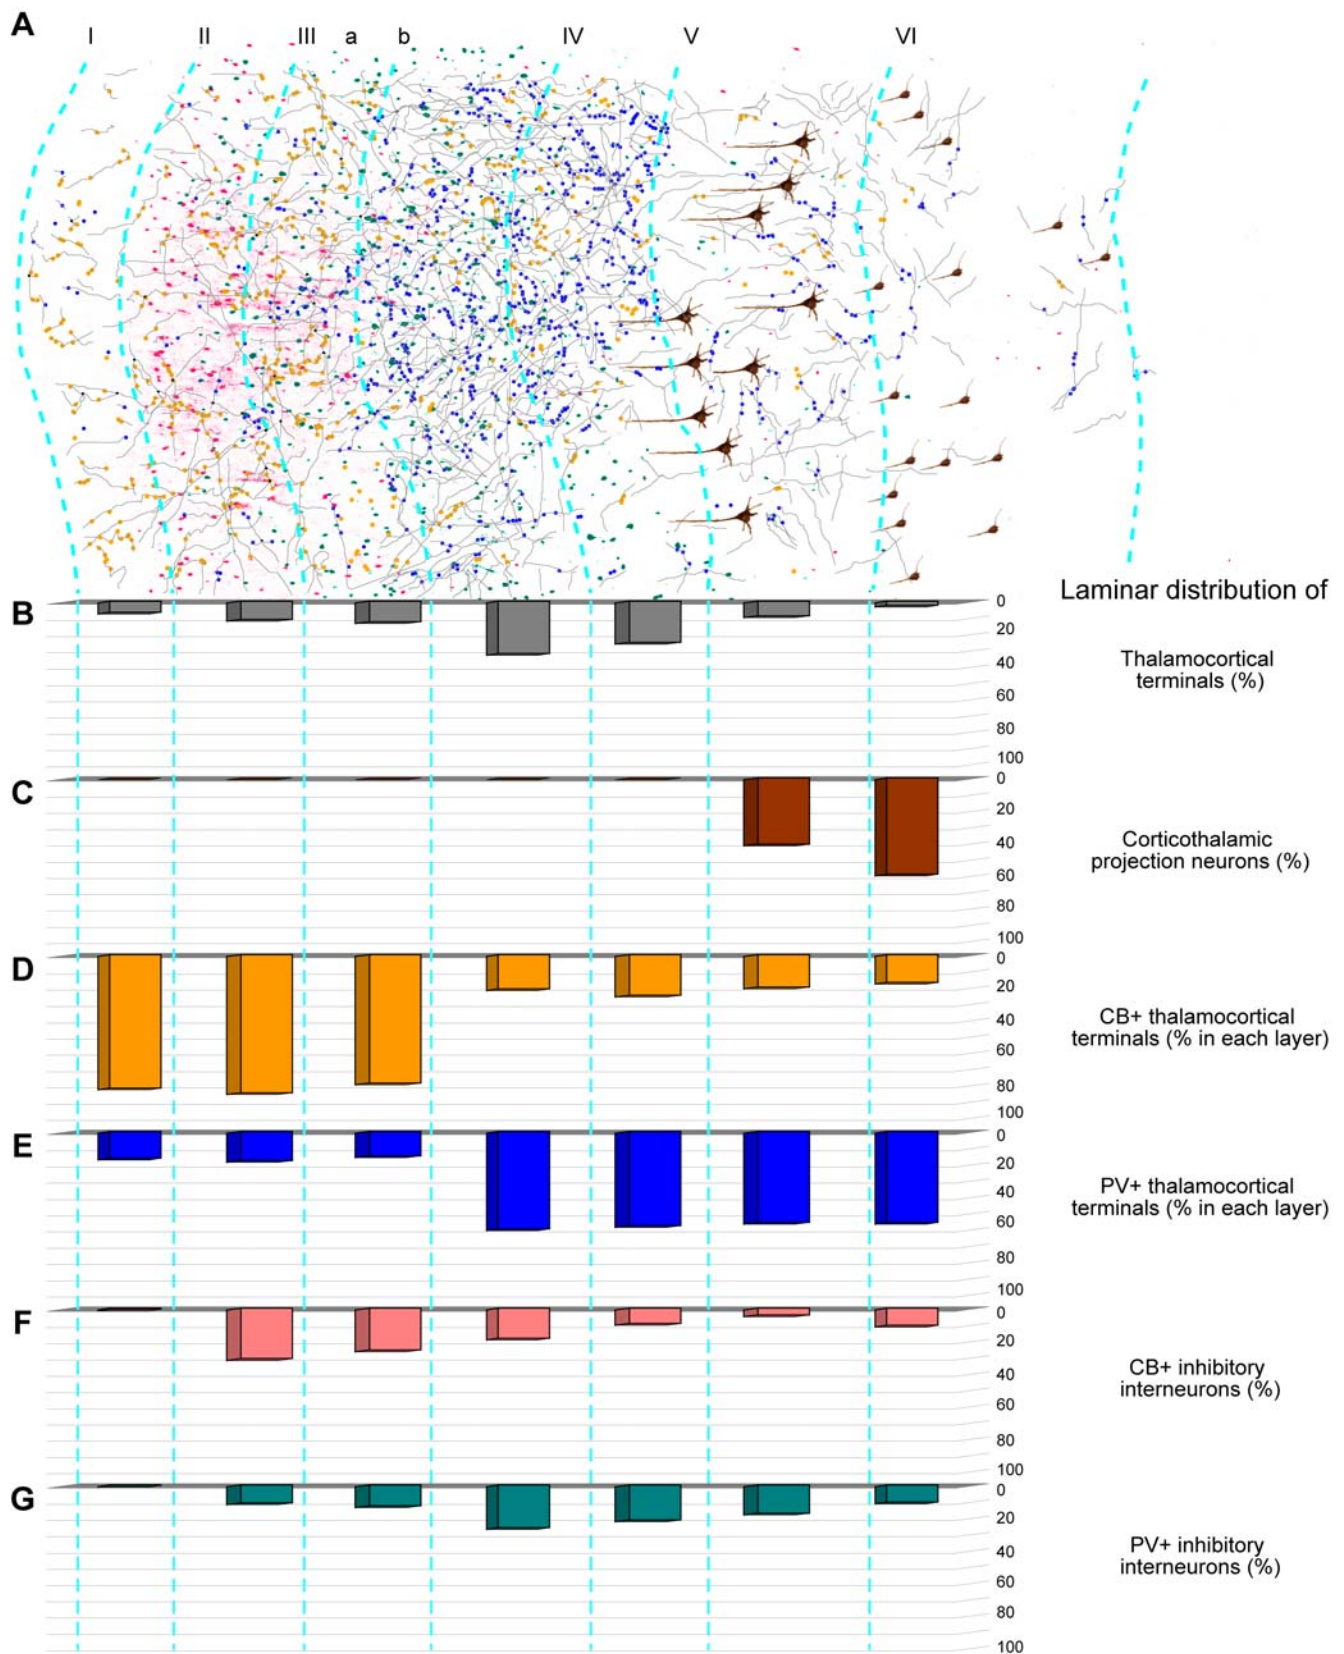 A
I II III a b IV V VI
Laminar distribution of
B
0
20
40
60
80
100
Thalamocortical
terminals (%)
C
0
20
40
60
80
100
Corticothalamic
projection neurons (%)
D
0
20
40
60
80
100
CB+ thalamocortical
terminals (% in each layer)
E
0
20
40
60
80
100
PV+ thalamocortical
terminals (% in each layer)
F
0
20
40
60
80
100
CB+ inhibitory
interneurons (%)
G
0
20
40
60
80
100
PV+ inhibitory
interneurons (%)